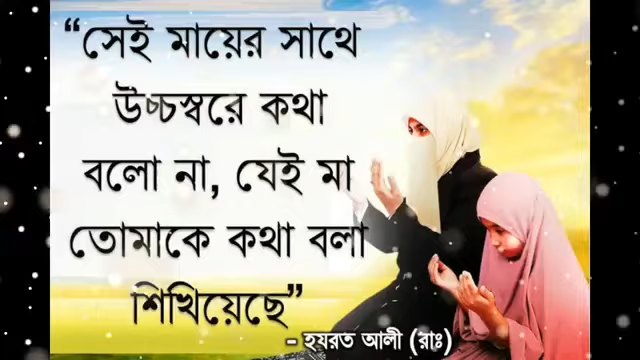 “সেই মায়ের সাথে
উচ্চস্বরে কথা
বলো না, যেই মা
তোমাকে কথা বলা
শিখিয়েছে”
- হযরত আলী (রাঃ)